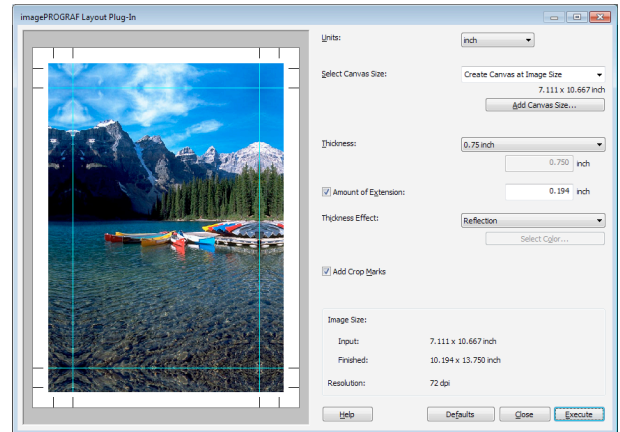 imagePROGRAF Layout Plug-In
Units:
inch
Select Canvas Size:
Create Canvas at Image Size
7.111 x 10.667 inch
Add Canvas Size...
Thickness:
0.75 inch
0.750 inch
Amount of Extension:
0.194 inch
Thickness Effect:
Reflection
Select Color...
Add Crop Marks
Image Size:
Input: 7.111 x 10.667 inch
Finished: 10.194 x 13.750 inch
Resolution: 72 dpi
Help Defaults Close Execute